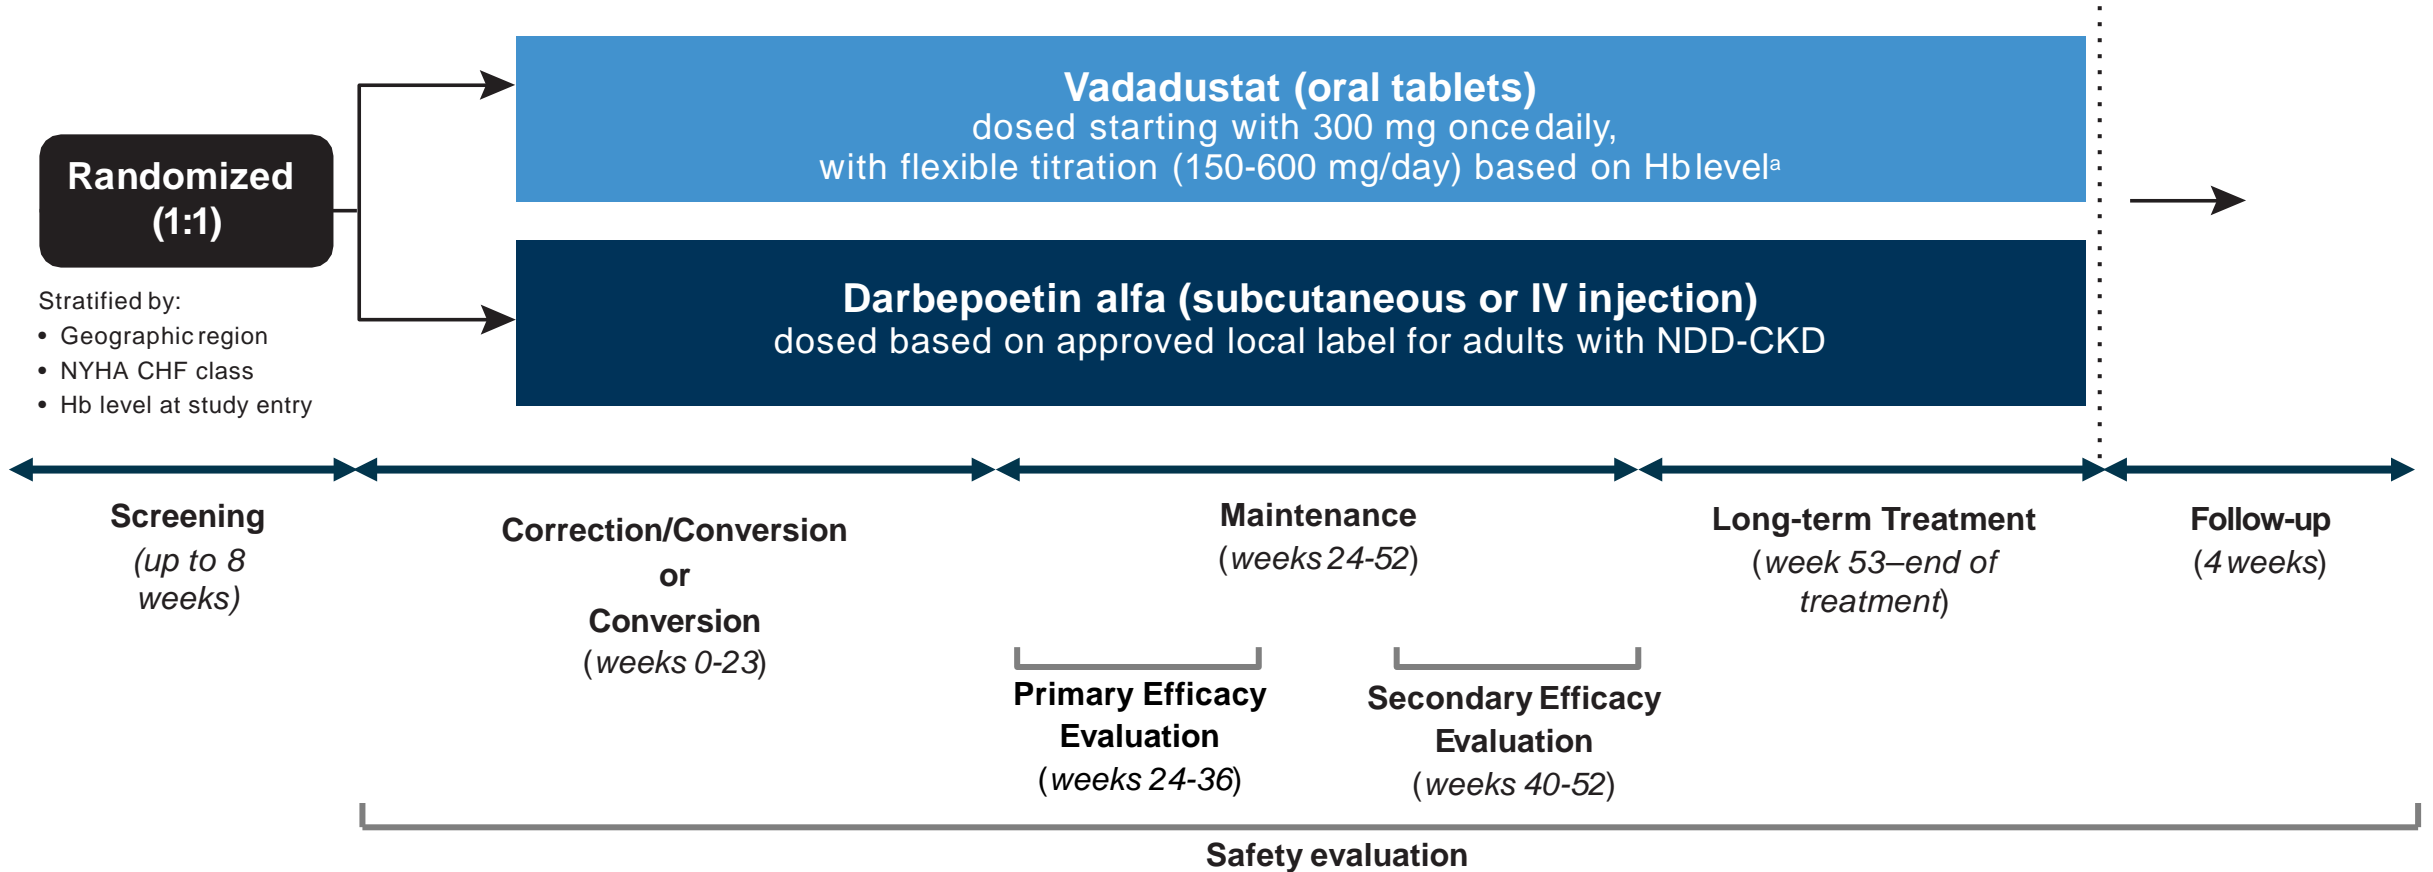 Vadadustat (oral tablets)
dosed starting with 300 mg once daily,
with flexible titration (150-600 mg/day) based on Hb levelᵃ
Randomized
(1:1)
Stratified by:
• Geographic region
• NYHA CHF class
• Hb level at study entry
Darbepoetin alfa (subcutaneous or IV injection)
dosed based on approved local label for adults with NDD-CKD
Screening
(up to 8
weeks)
Correction/Conversion
or
Conversion
(weeks 0-23)
Maintenance
(weeks 24-52)
Long-term Treatment
(week 53–end of
treatment)
Follow-up
(4 weeks)
Primary Efficacy
Evaluation
(weeks 24-36)
Secondary Efficacy
Evaluation
(weeks 40-52)
Safety evaluation